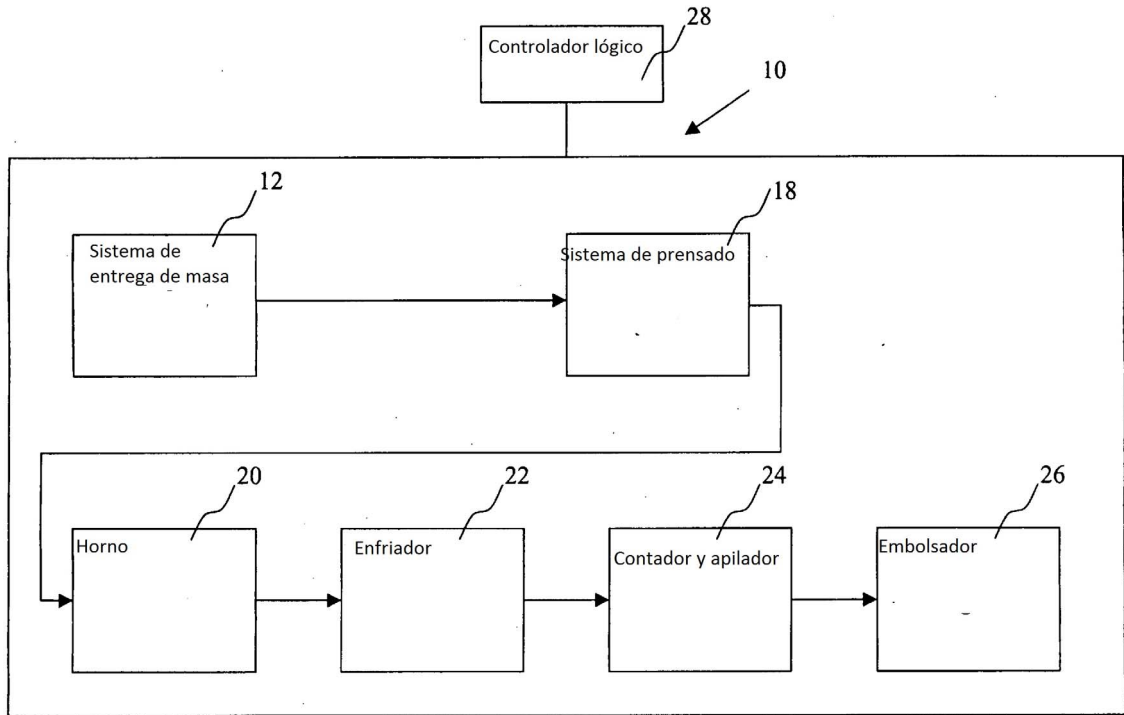 28
Controlador lógico
10
12
18
Sistema de
entrega de masa
Sistema de prensado
20
22
24
26
Horno
Enfriador
Contador y apilador
Embolsador